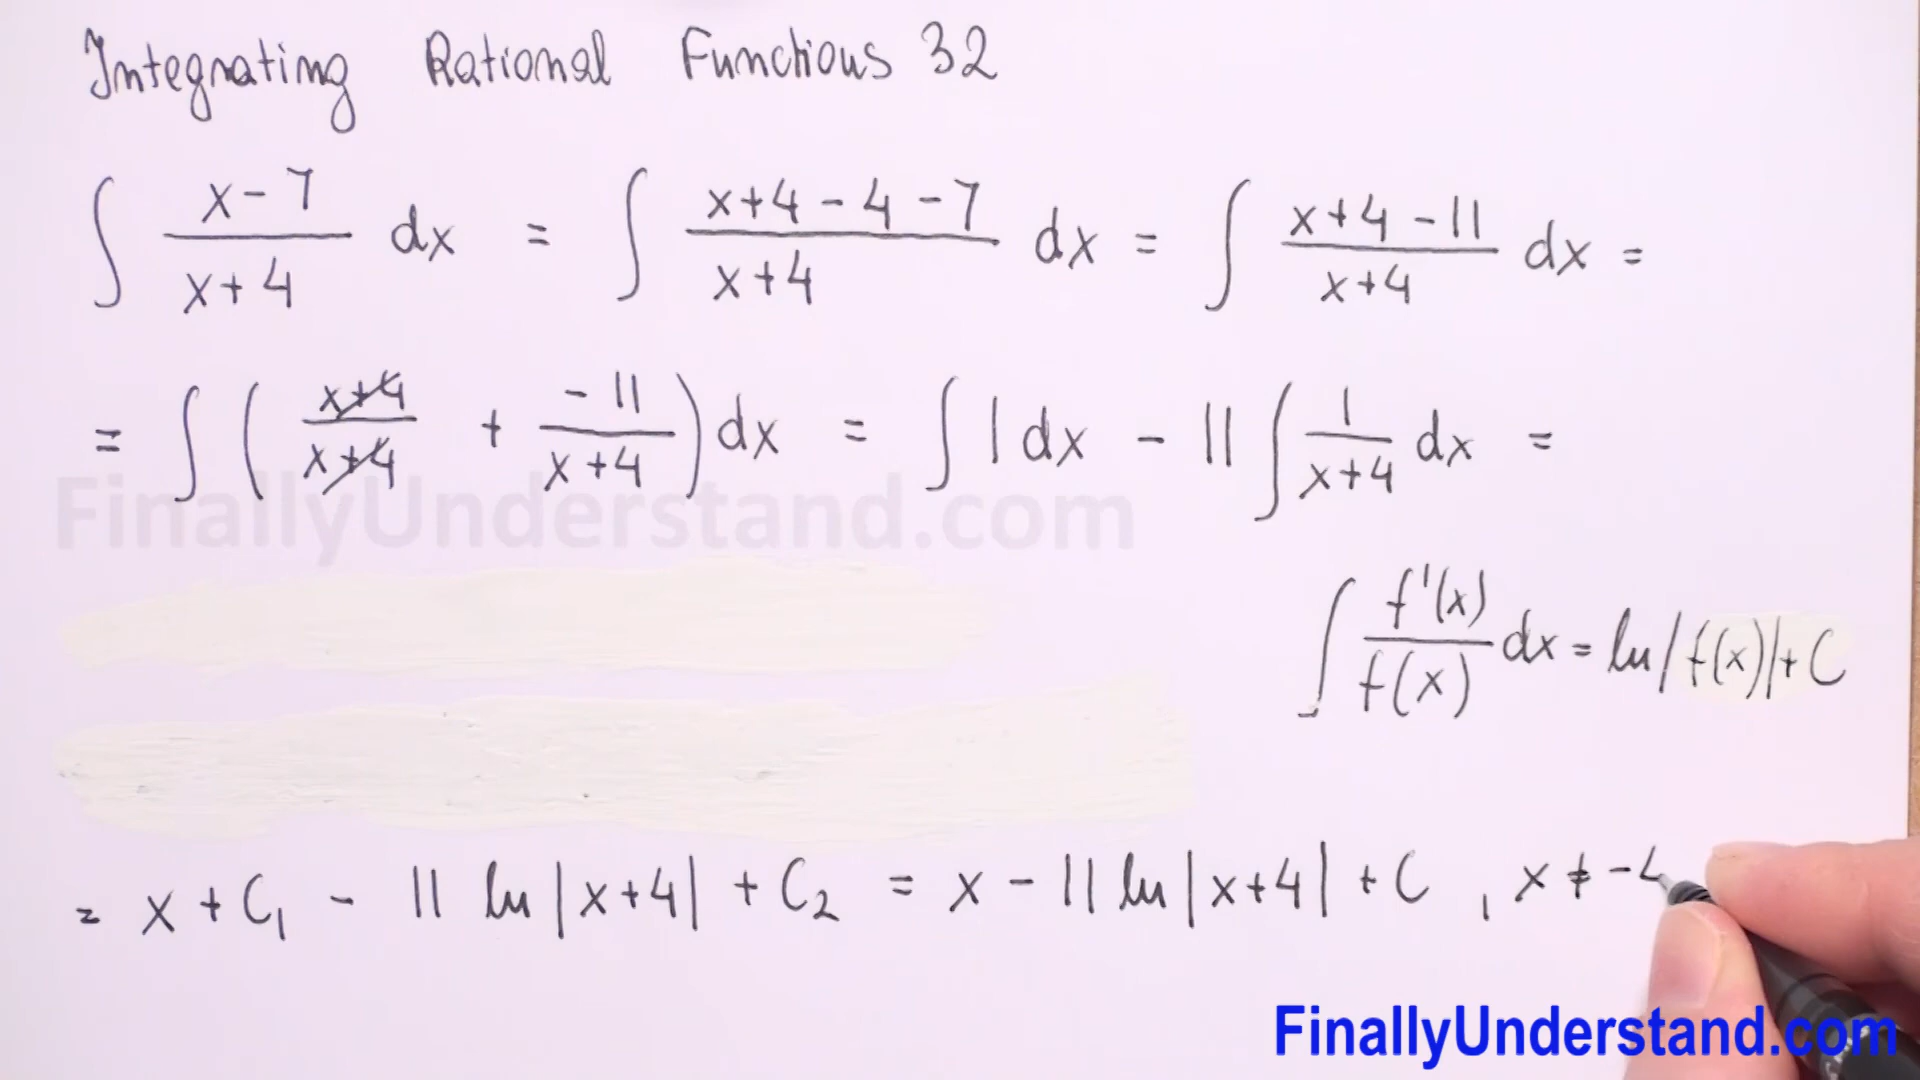 Integrating Rational Functions 32
∫ (x-7)/(x+4) dx = ∫ (x+4-4-7)/(x+4) dx = ∫ (x+4-11)/(x+4) dx =
= ∫ ( (x+4)/(x+4) + (-11)/(x+4) ) dx = ∫ 1 dx - 11 ∫ 1/(x+4) dx =
FinallyUnderstand.com
∫ f'(x)/f(x) dx = ln|f(x)| + C
= x + C₁ - 11 ln|x+4| + C₂ = x - 11 ln|x+4| + C , x ≠ -4
FinallyUnderstand.com